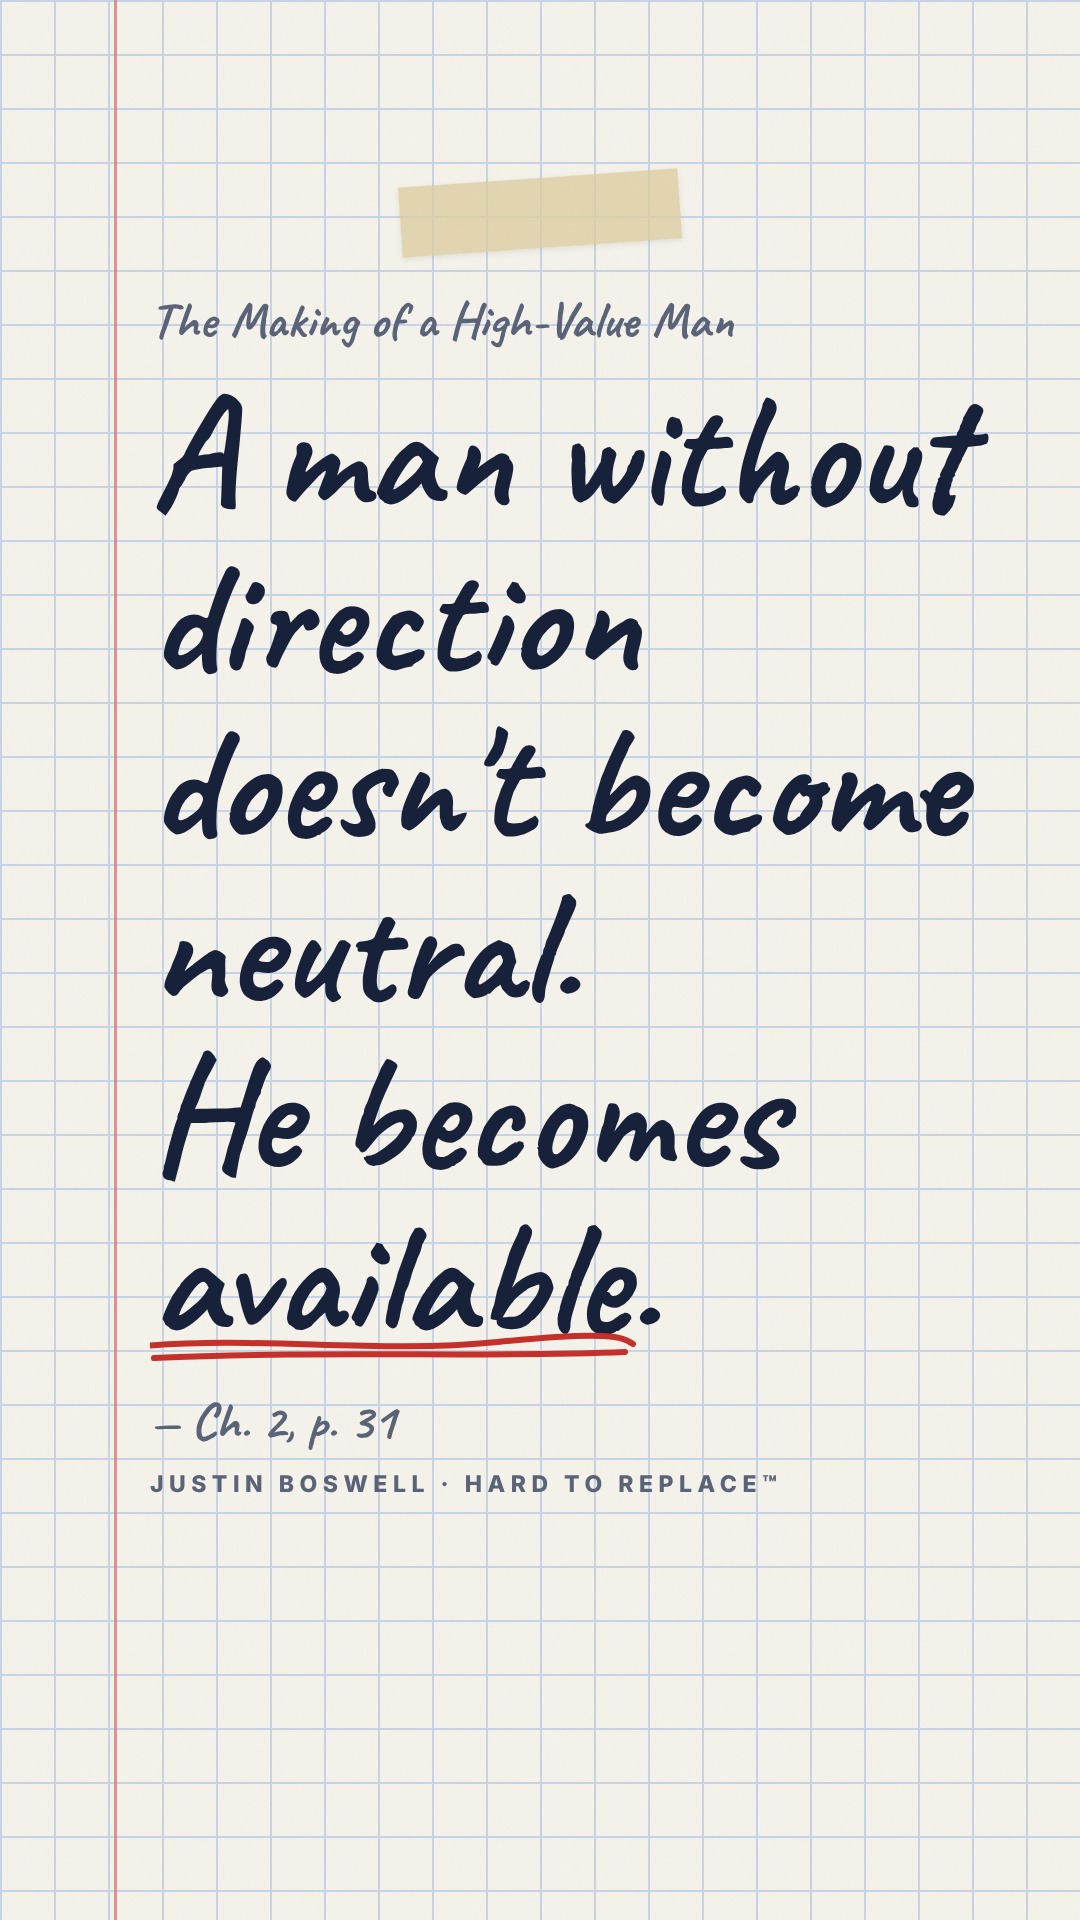 The Making of a High-Value Man
A man without
direction
doesn't become
neutral.
He becomes
available.
— Ch. 2, p. 31
JUSTIN BOSWELL · HARD TO REPLACE™